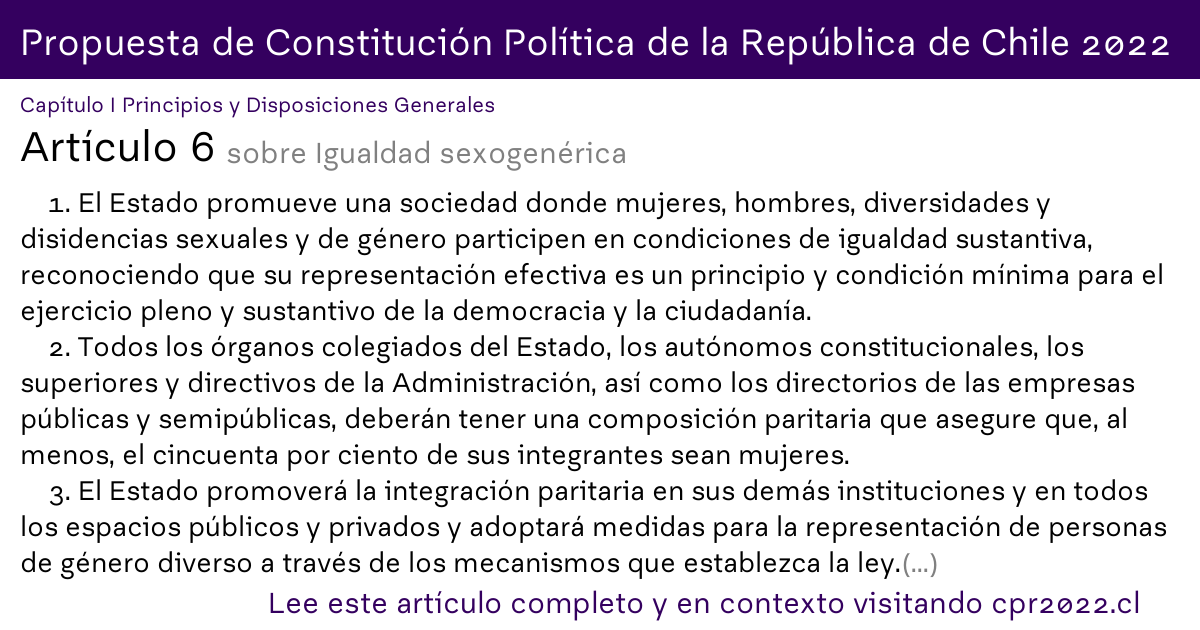 Propuesta de Constitución Política de la República de Chile 2022
Capítulo I Principios y Disposiciones Generales
Artículo 6 sobre Igualdad sexogenérica
1. El Estado promueve una sociedad donde mujeres, hombres, diversidades y
disidencias sexuales y de género participen en condiciones de igualdad sustantiva,
reconociendo que su representación efectiva es un principio y condición mínima para el
ejercicio pleno y sustantivo de la democracia y la ciudadanía.
2. Todos los órganos colegiados del Estado, los autónomos constitucionales, los
superiores y directivos de la Administración, así como los directorios de las empresas
públicas y semipúblicas, deberán tener una composición paritaria que asegure que, al
menos, el cincuenta por ciento de sus integrantes sean mujeres.
3. El Estado promoverá la integración paritaria en sus demás instituciones y en todos
los espacios públicos y privados y adoptará medidas para la representación de personas
de género diverso a través de los mecanismos que establezca la ley.(...)
Lee este artículo completo y en contexto visitando cpr2022.cl